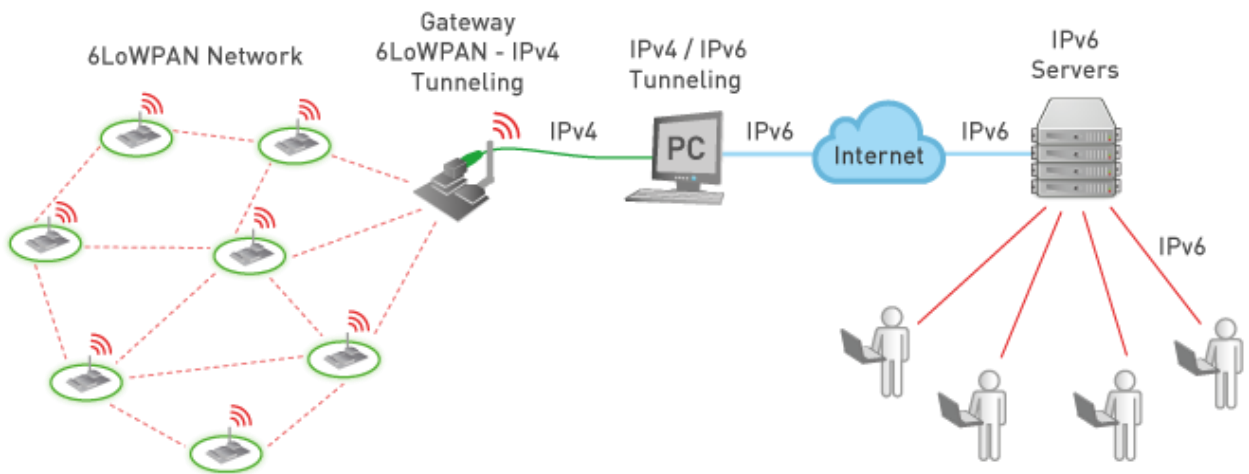 6LoWPAN Network
Gateway
6LoWPAN - IPv4
Tunneling
IPv4 / IPv6
Tunneling
IPv6
Servers
IPv4
PC
IPv6
Internet
IPv6
IPv6